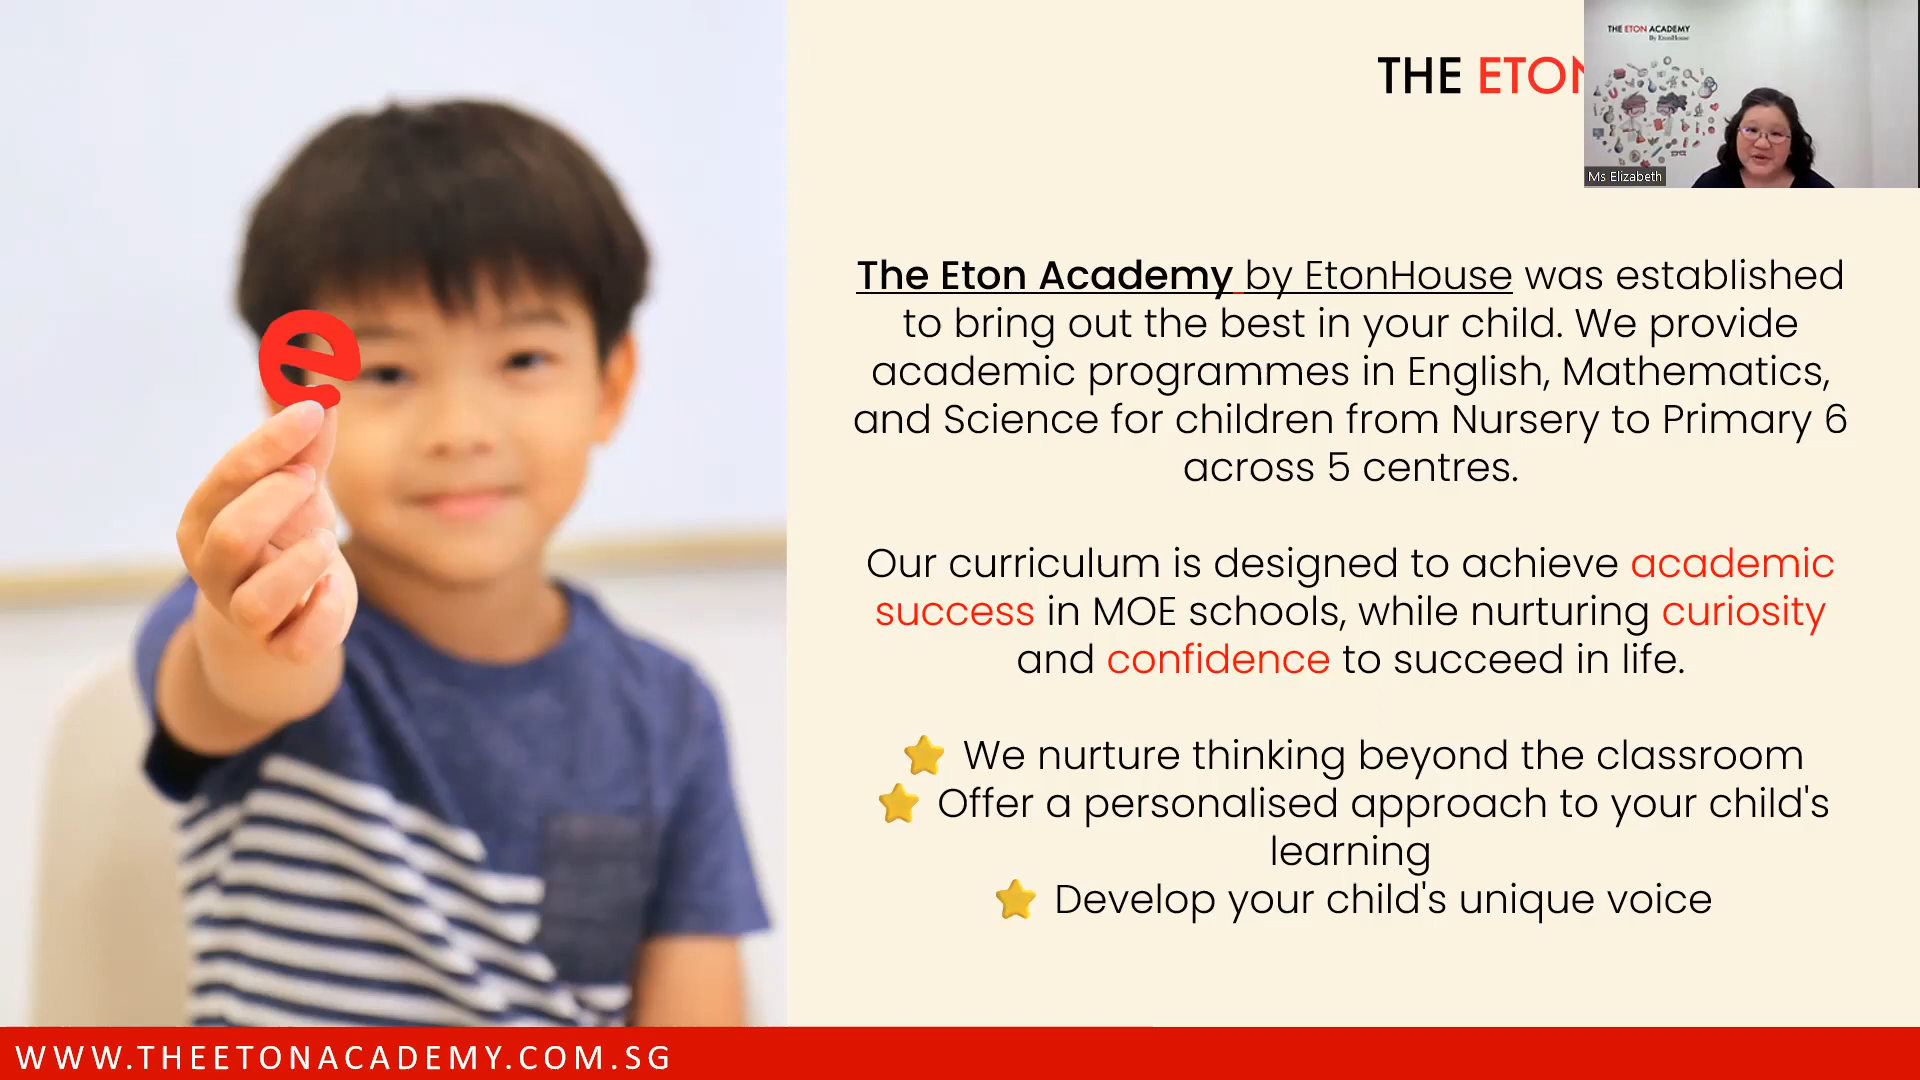 THE ETON
THE ETON ACADEMY
By EtonHouse
Ms Elizabeth
The Eton Academy by EtonHouse was established
to bring out the best in your child. We provide
academic programmes in English, Mathematics,
and Science for children from Nursery to Primary 6
across 5 centres.
Our curriculum is designed to achieve academic
success in MOE schools, while nurturing curiosity
and confidence to succeed in life.
We nurture thinking beyond the classroom
Offer a personalised approach to your child's
learning
Develop your child's unique voice
e
WWW.THEETONACADEMY.COM.SG